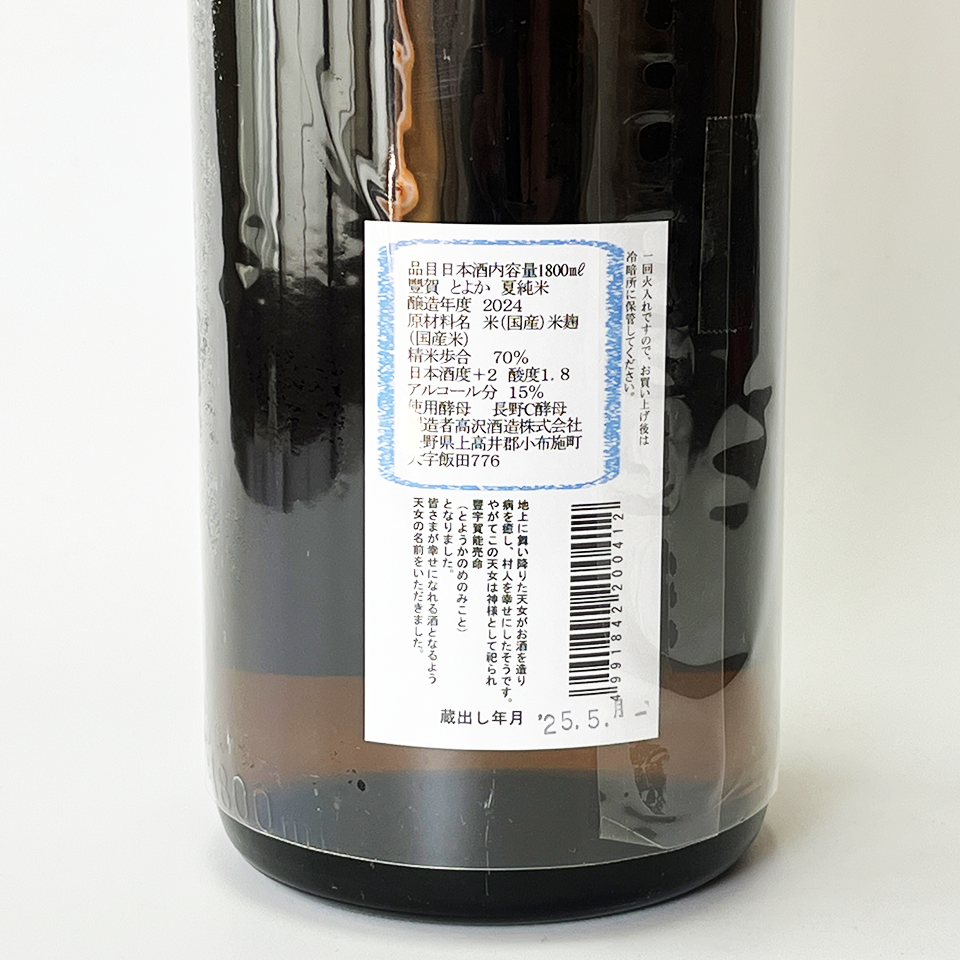 品目日本酒内容量1800mℓ
豐賀 とよか 夏純米
醸造年度 2024
原材料名 米(国産)米麹
(国産米)
精米歩合 70%
日本酒度+2 酸度1.8
アルコール分 15%
使用酵母 長野C酵母
造者高沢酒造株式会社
野県上高井郡小布施町
大字飯田776
一回火入れですので、お買い上げ後は
冷暗所に保管してください。
地上に舞い降りた天女がお酒を造り
病を癒し、村人を幸せにしたそうです。
やがてこの天女は神様として祀られ
豐宇賀能売命
(とようかのめのみこと)
となりました。
皆さまが幸せになれる酒となるよう
天女の名前をいただきました。
4991842200412
蔵出し年月 '25.5.月